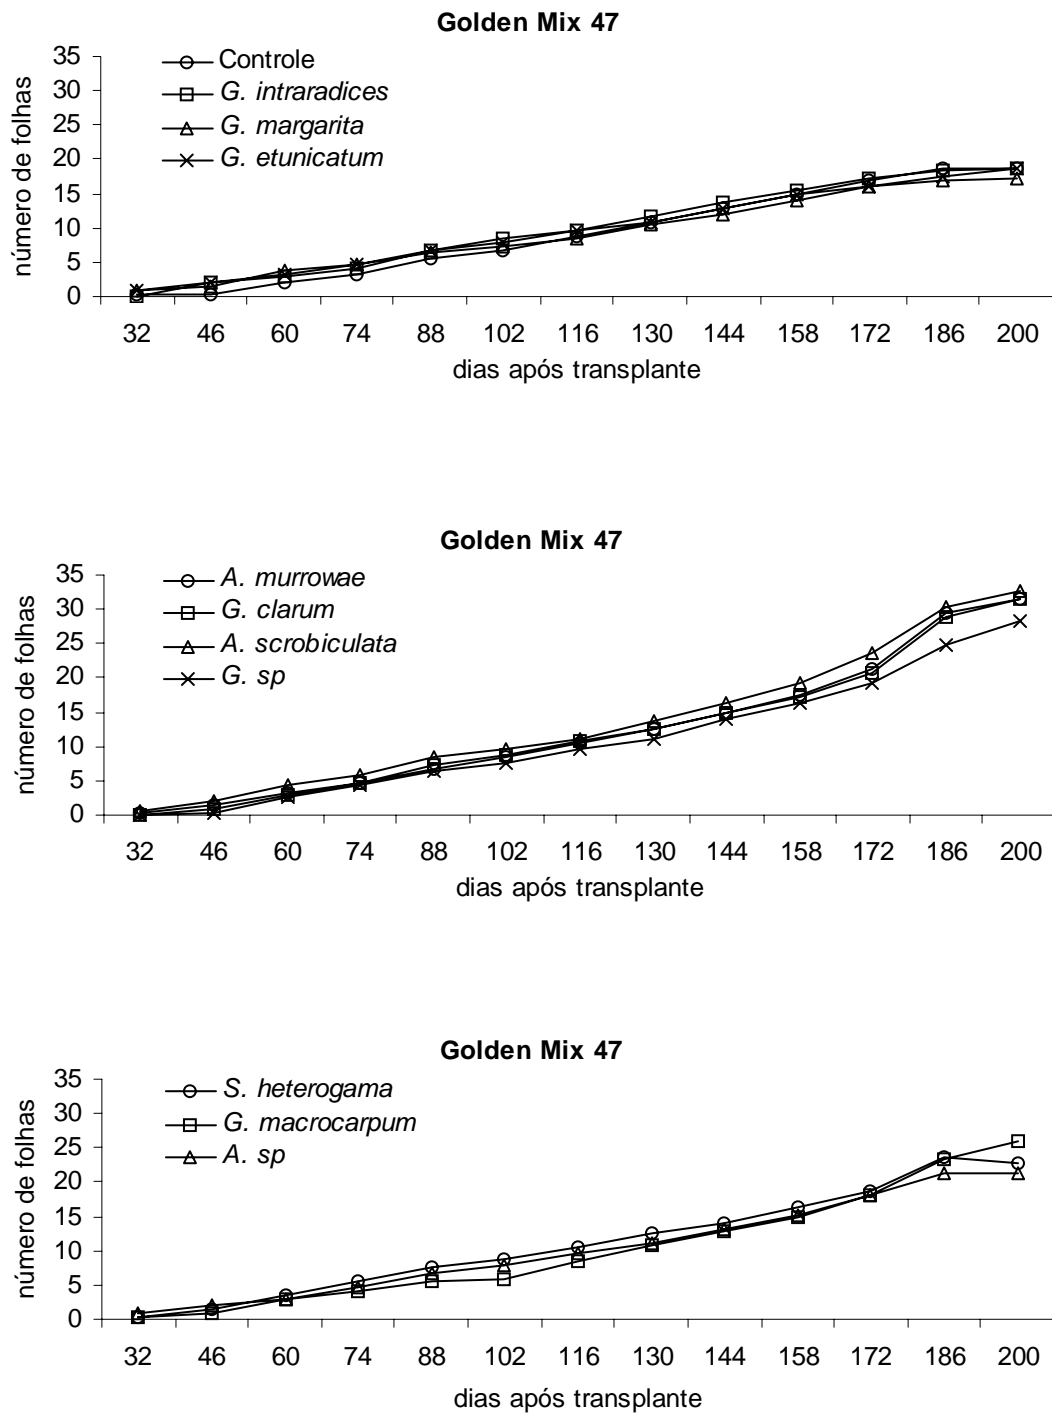 Golden Mix 47
35
30
25
20
15
10
5
0
número de folhas
Controle
G. intraradices
G. margarita
G. etunicatum
32 46 60 74 88 102 116 130 144 158 172 186 200
dias após transplante
Golden Mix 47
35
30
25
20
15
10
5
0
número de folhas
A. murrowae
G. clarum
A. scrobiculata
G. sp
32 46 60 74 88 102 116 130 144 158 172 186 200
dias após transplante
Golden Mix 47
35
30
25
20
15
10
5
0
número de folhas
S. heterogama
G. macrocarpum
A. sp
32 46 60 74 88 102 116 130 144 158 172 186 200
dias após transplante